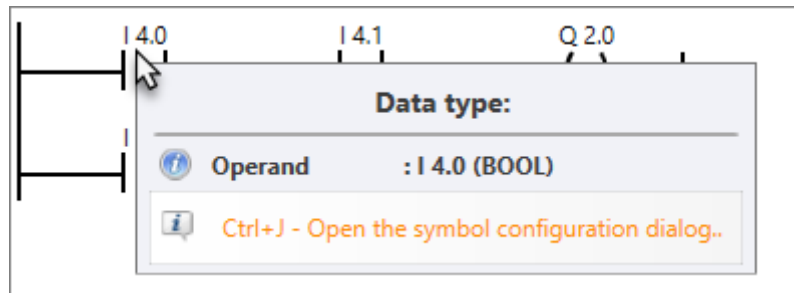 I 4.0 I 4.1 Q 2.0
Data type:
I
Operand : I 4.0 (BOOL)
Ctrl+J - Open the symbol configuration dialog..